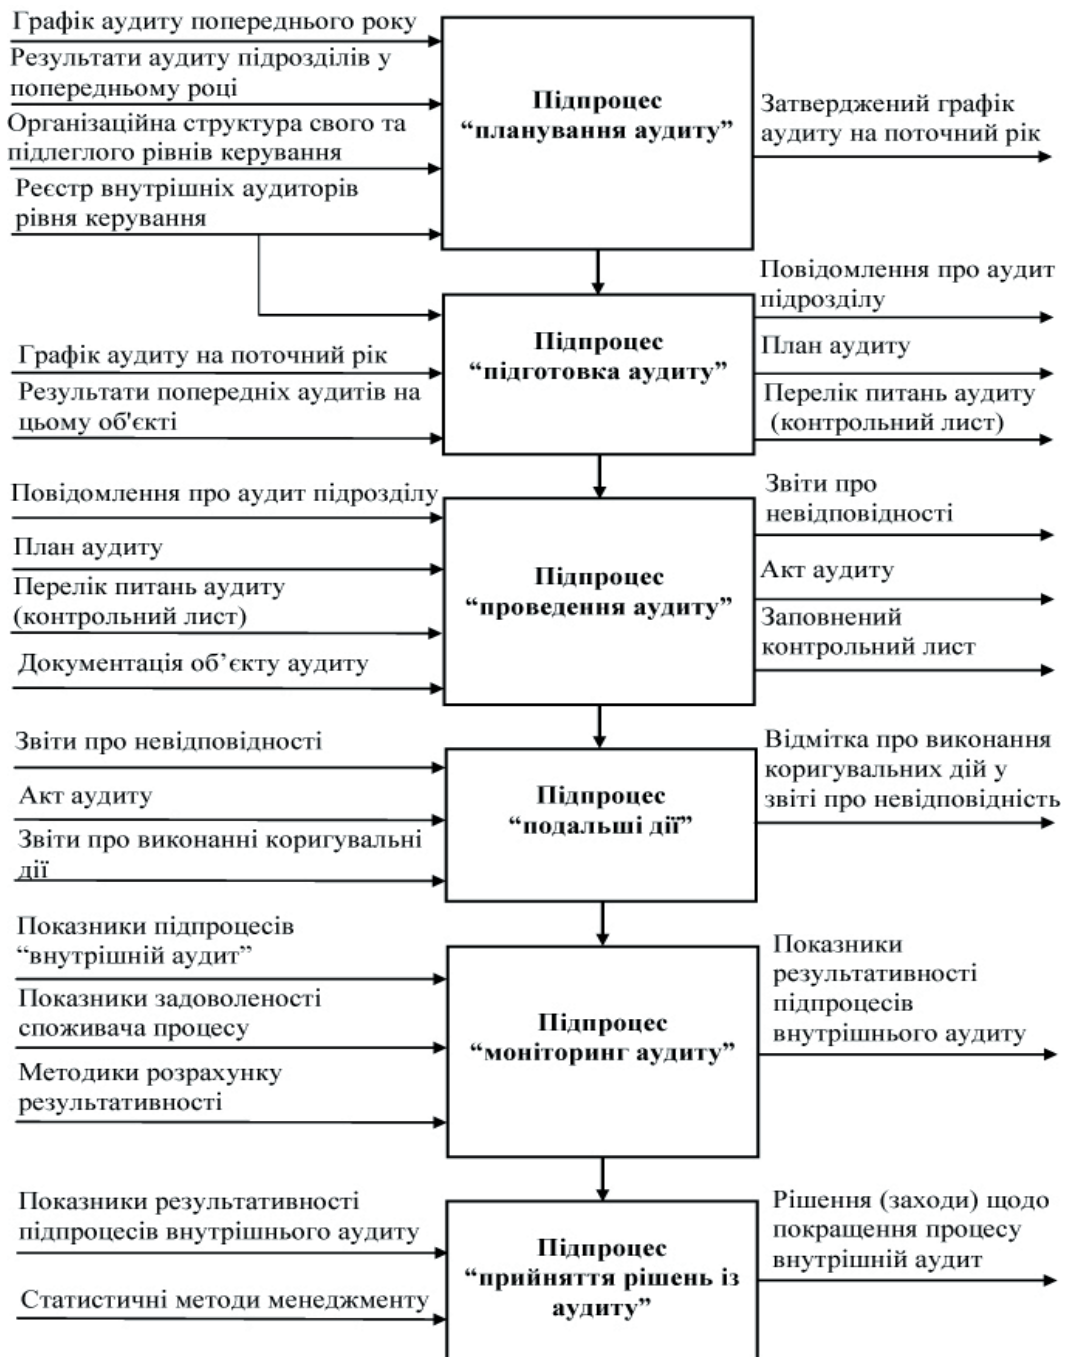 Графік аудиту попереднього року
Результати аудиту підрозділів у
попередньому році
Організаційна структура свого та
підлеглого рівнів керування
Реєстр внутрішніх аудиторів
рівня керування
Підпроцес
“планування аудиту”
Затверджений графік
аудиту на поточний рік
Графік аудиту на поточний рік
Результати попередніх аудитів на
цьому об'єкті
Підпроцес
“підготовка аудиту”
Повідомлення про аудит
підрозділу
План аудиту
Перелік питань аудиту
(контрольний лист)
Повідомлення про аудит підрозділу
План аудиту
Перелік питань аудиту
(контрольний лист)
Документація об’єкту аудиту
Підпроцес
“проведення аудиту”
Звіти про
невідповідності
Акт аудиту
Заповнений
контрольний лист
Звіти про невідповідності
Акт аудиту
Звіти про виконанні коригувальні
дії
Підпроцес
“подальші дії”
Відмітка про виконання
коригувальних дій у
звіті про невідповідність
Показники підпроцесів
“внутрішній аудит”
Показники задоволеності
споживача процесу
Методики розрахунку
результативності
Підпроцес
“моніторинг аудиту”
Показники
результативності
підпроцесів
внутрішнього аудиту
Показники результативності
підпроцесів внутрішнього аудиту
Статистичні методи менеджменту
Підпроцес
“прийняття рішень із
аудиту”
Рішення (заходи) щодо
покращення процесу
внутрішній аудит